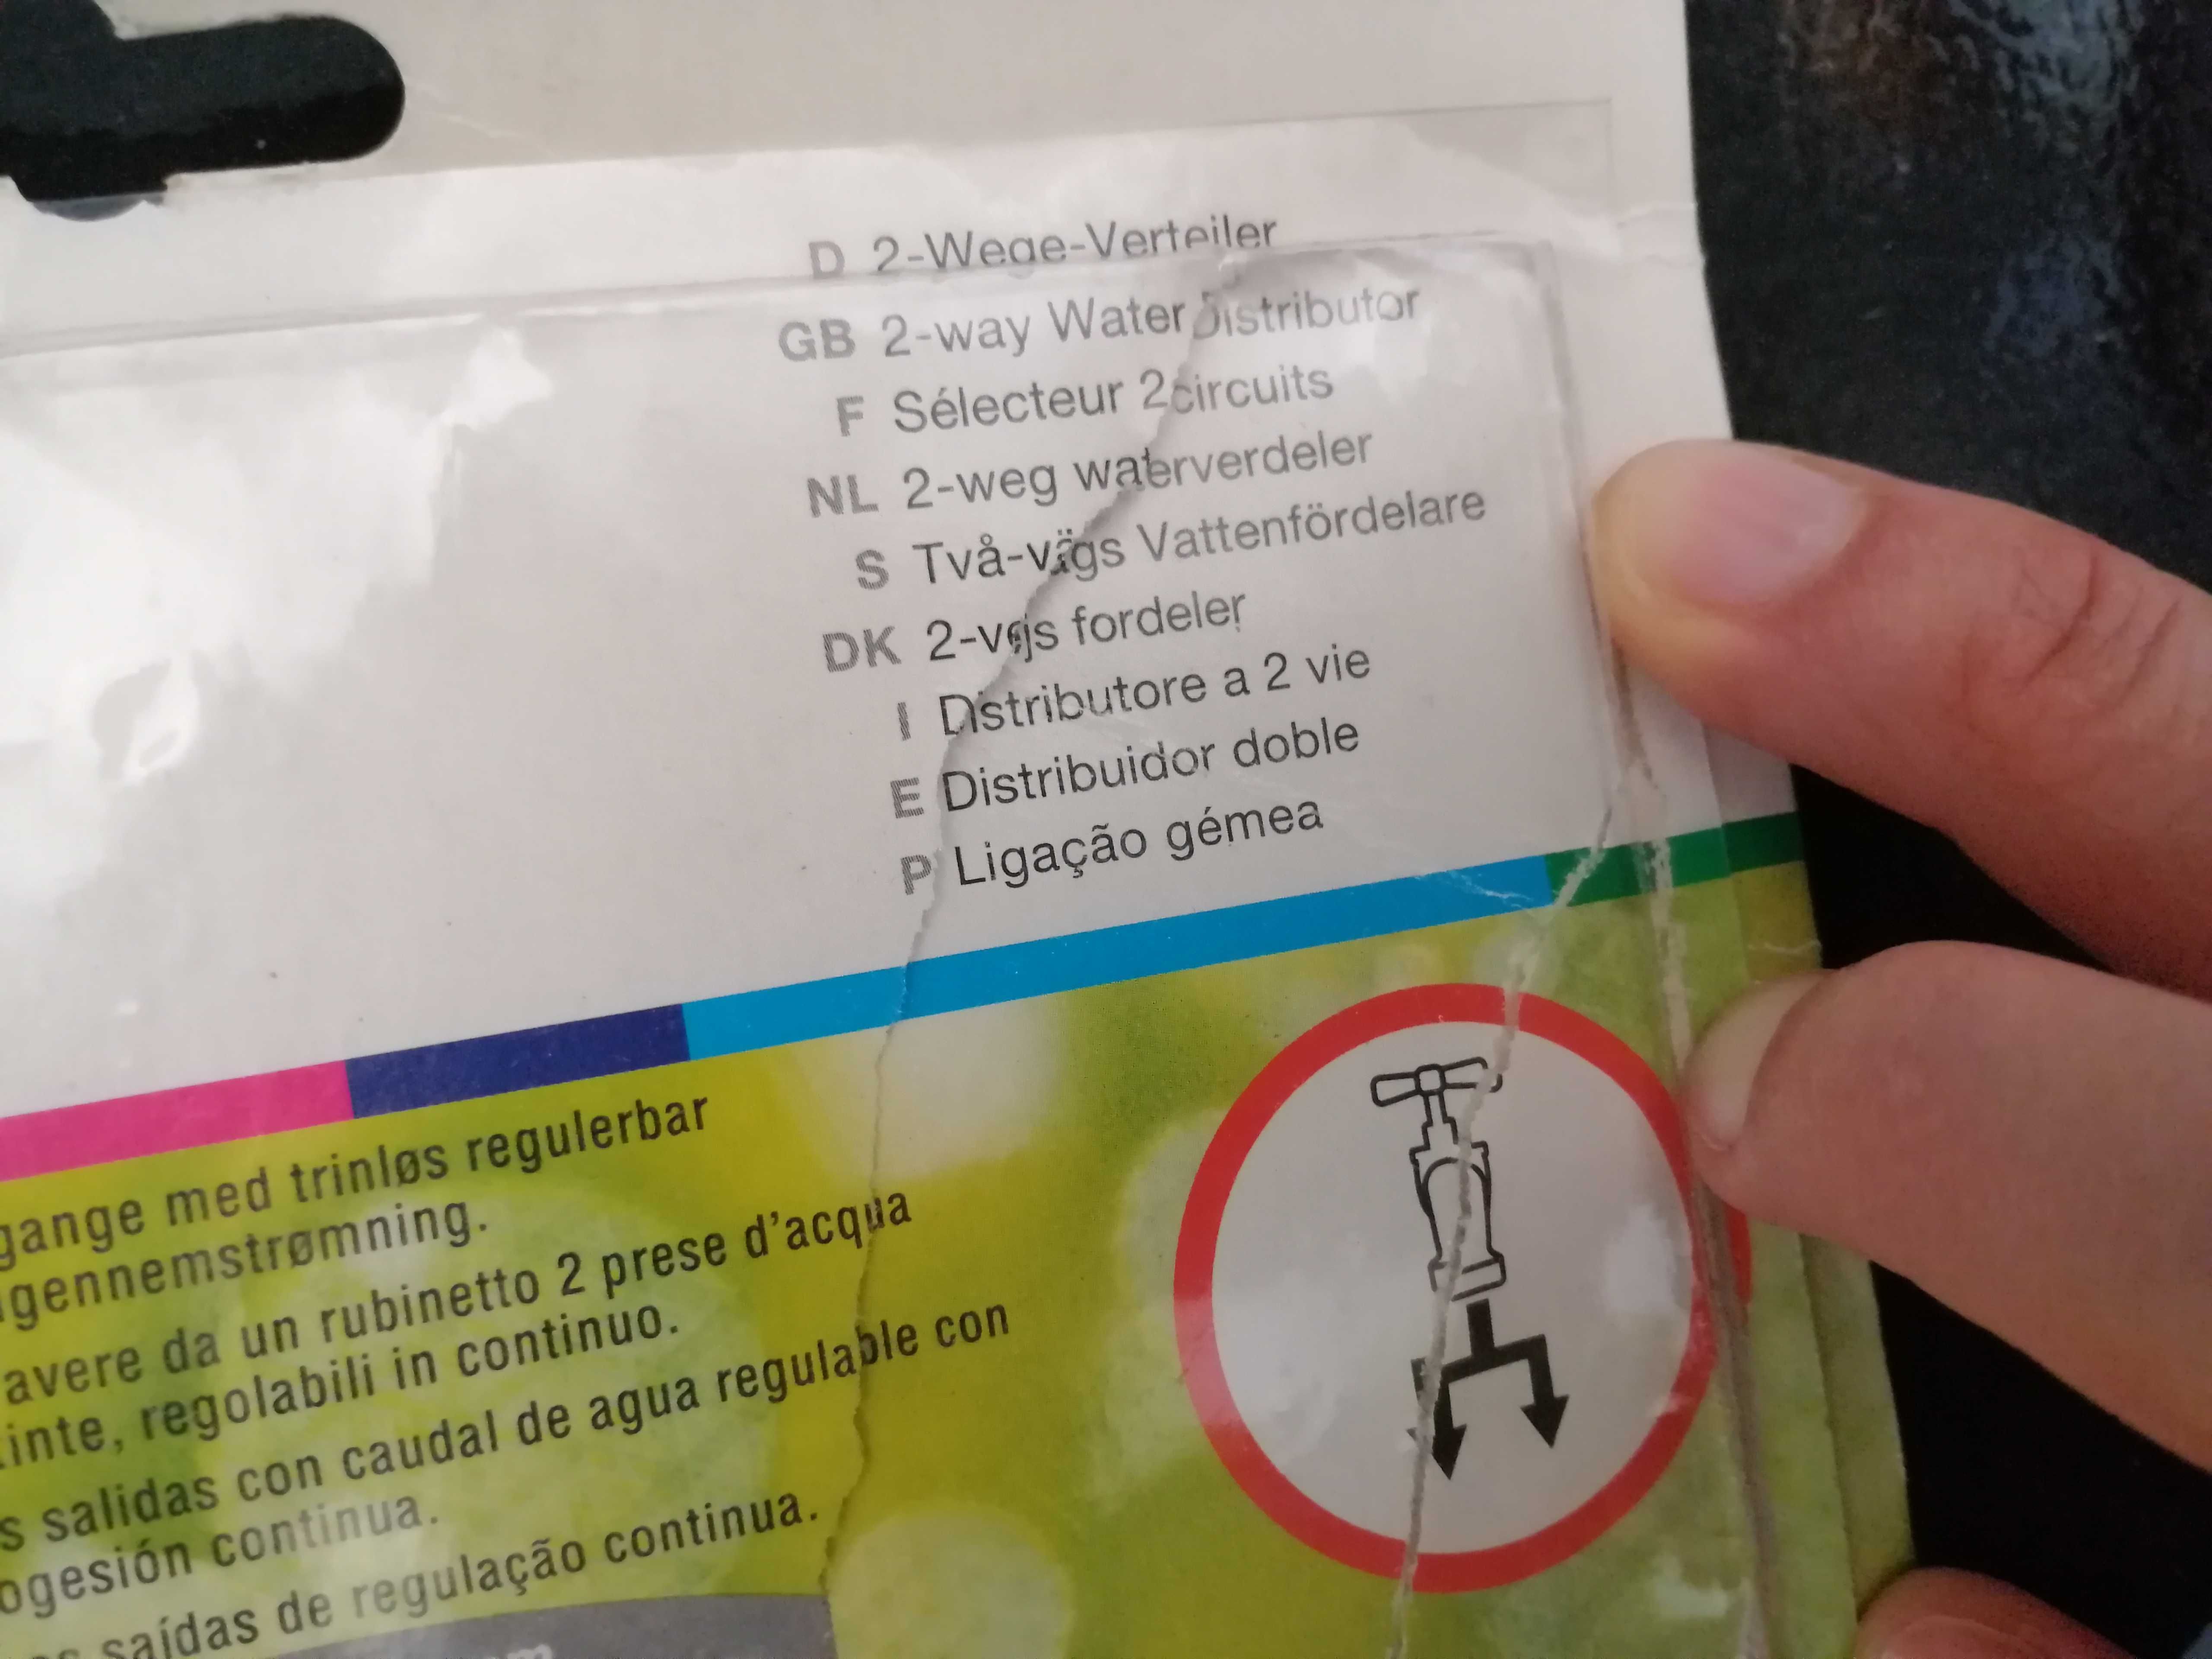 D 2-Wege-Verteiler
GB 2-way Water Distributor
F Sélecteur 2 circuits
NL 2-weg waterverdeler
S Två-vägs Vattenfördelare
DK 2-vejs fordeler
I Distributore a 2 vie
E Distribuidor doble
P Ligação gémea
gange med trinløs regulerbar
gennemstrømning.
avere da un rubinetto 2 prese d'acqua
inte, regolabili in continuo.
s salidas con caudal de agua regulable con
ogesión continua.
saídas de regulação continua.